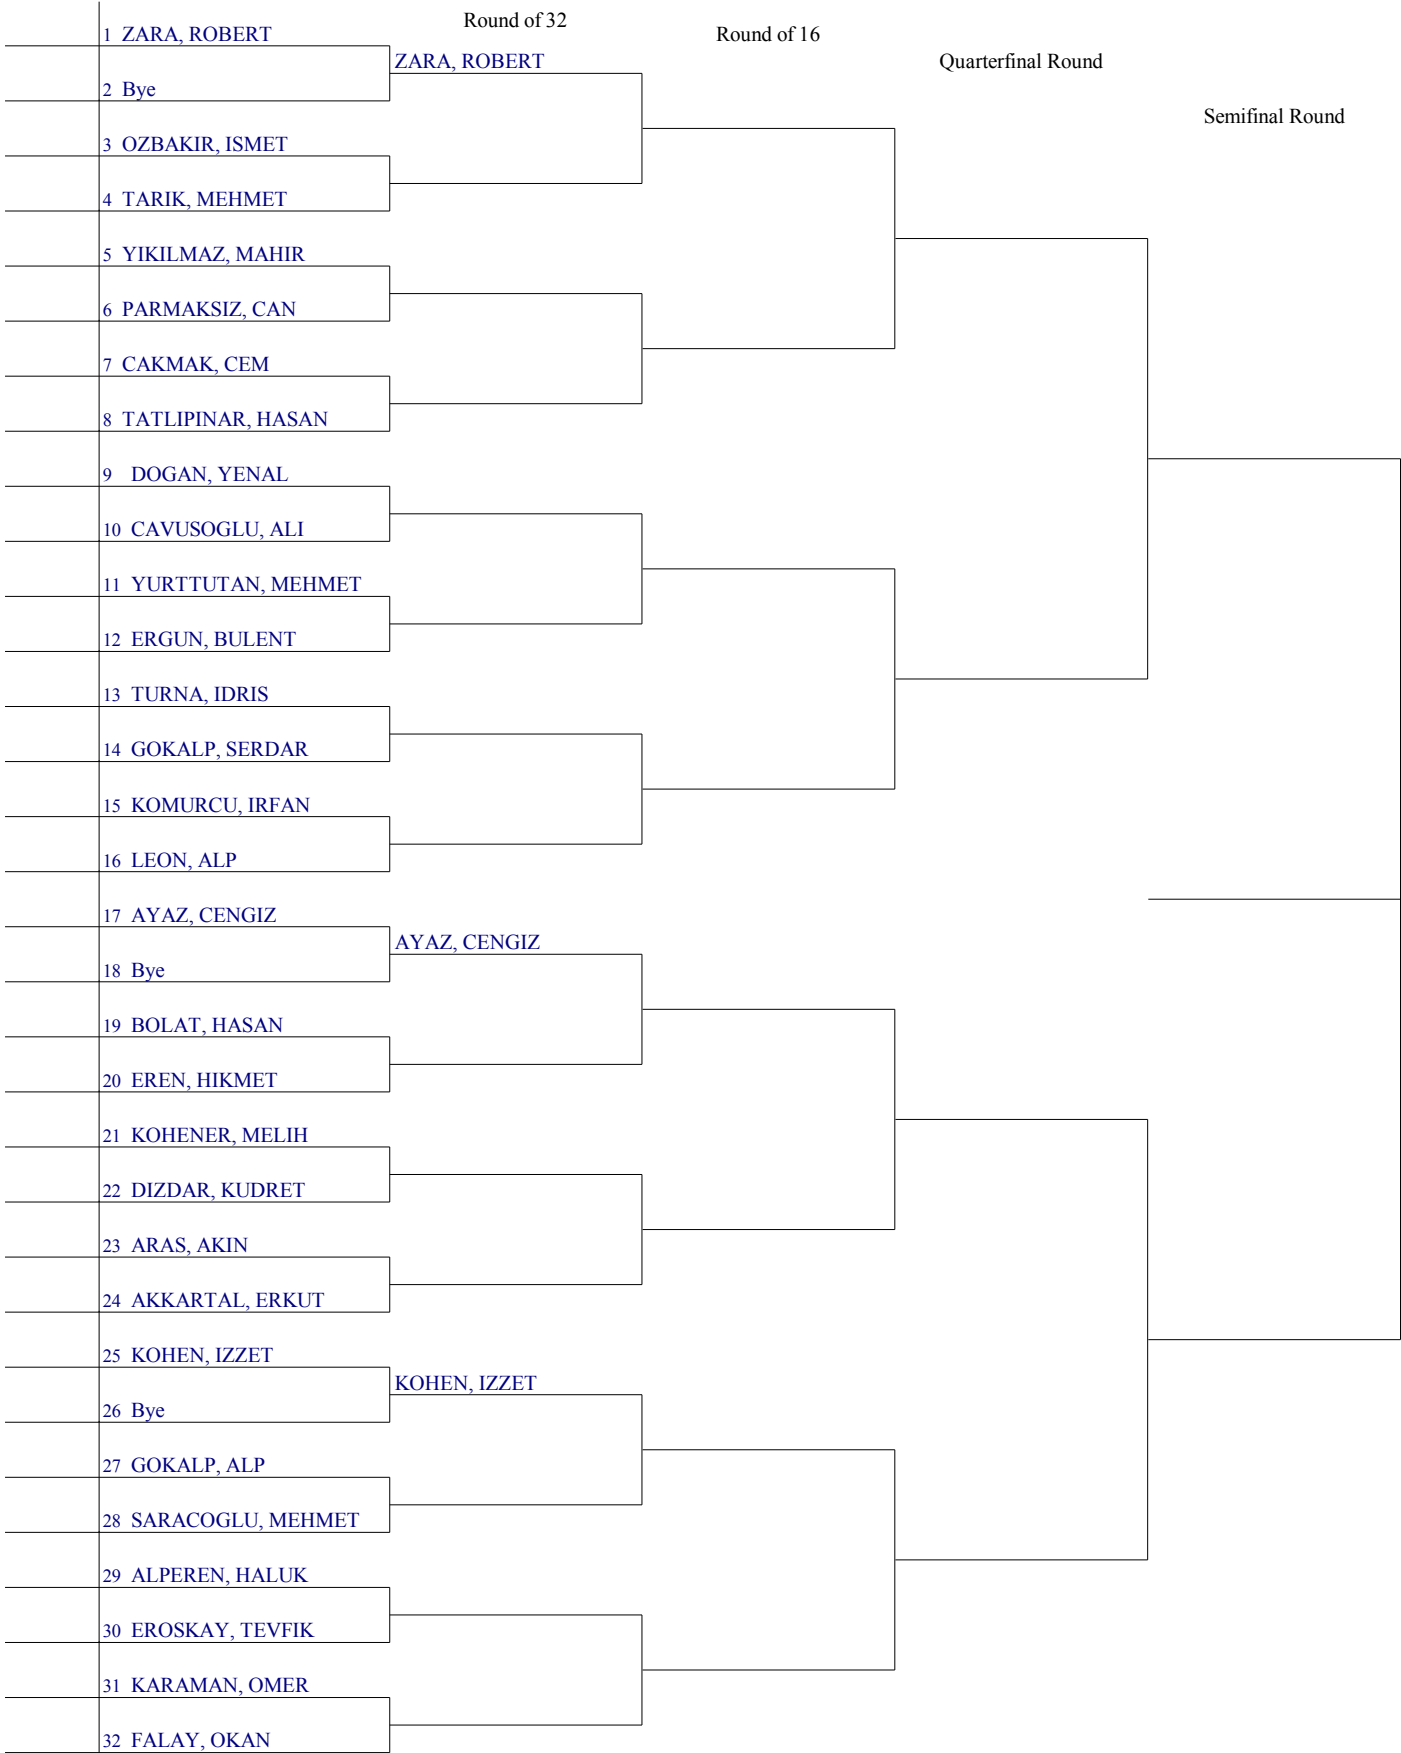 Round of 32
Round of 16
Quarterfinal Round
Semifinal Round
1 ZARA, ROBERT
ZARA, ROBERT
2 Bye
3 OZBAKIR, ISMET
4 TARIK, MEHMET
5 YIKILMAZ, MAHIR
6 PARMAKSIZ, CAN
7 CAKMAK, CEM
8 TATLIPINAR, HASAN
9 DOGAN, YENAL
10 CAVUSOGLU, ALI
11 YURTTUTAN, MEHMET
12 ERGUN, BULENT
13 TURNA, IDRIS
14 GOKALP, SERDAR
15 KOMURCU, IRFAN
16 LEON, ALP
17 AYAZ, CENGIZ
AYAZ, CENGIZ
18 Bye
19 BOLAT, HASAN
20 EREN, HIKMET
21 KOHENER, MELIH
22 DIZDAR, KUDRET
23 ARAS, AKIN
24 AKKARTAL, ERKUT
25 KOHEN, IZZET
KOHEN, IZZET
26 Bye
27 GOKALP, ALP
28 SARACOGLU, MEHMET
29 ALPEREN, HALUK
30 EROSKAY, TEVFIK
31 KARAMAN, OMER
32 FALAY, OKAN